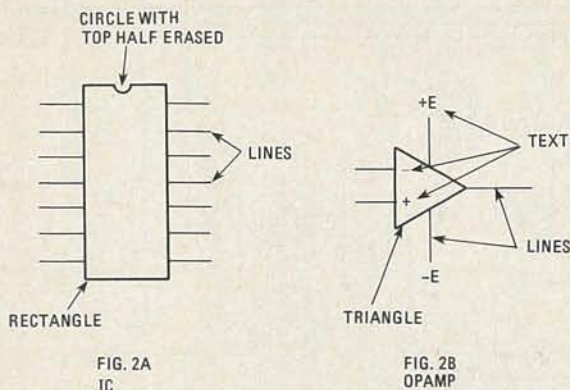 CIRCLE WITH
TOP HALF ERASED
LINES
RECTANGLE
FIG. 2A
IC
+E
TEXT
−
+
LINES
−E
TRIANGLE
FIG. 2B
OPAMP